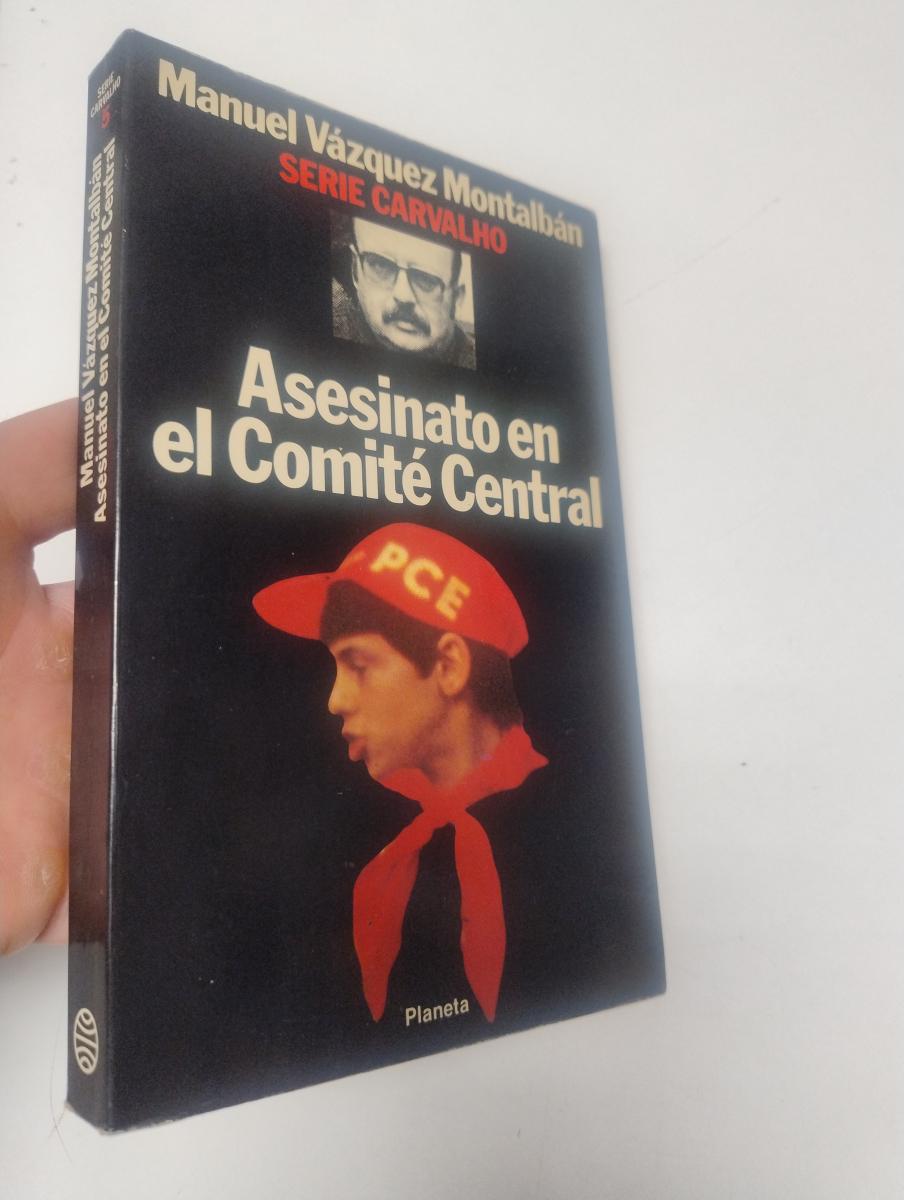 Manuel Vázquez Montalbán
SERIE CARVALHO
Asesinato en
el Comité Central
PCE
Planeta
SERIE
CARVALHO
5
Manuel Vázquez Montalbán
Asesinato en el Comité Central